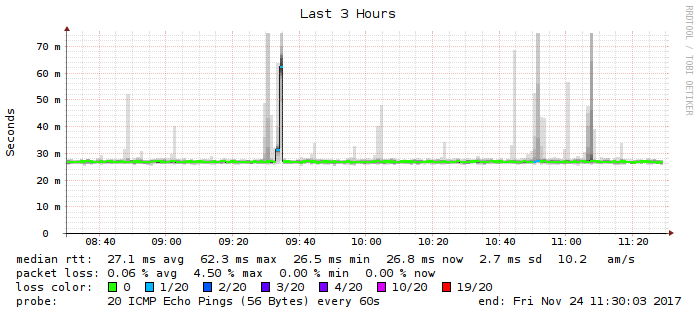 Last 3 Hours
RRDTOOL / TOBI OETIKER
Seconds
70 m
60 m
50 m
40 m
30 m
20 m
10 m
0
08:40 09:00 09:20 09:40 10:00 10:20 10:40 11:00 11:20
median rtt: 27.1 ms avg 62.3 ms max 26.5 ms min 26.8 ms now 2.7 ms sd 10.2 am/s
packet loss: 0.06 % avg 4.50 % max 0.00 % min 0.00 % now
loss color: 0 1/20 2/20 3/20 4/20 10/20 19/20
probe: 20 ICMP Echo Pings (56 Bytes) every 60s end: Fri Nov 24 11:30:03 2017